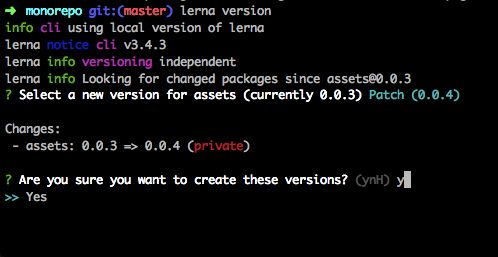 ➜ monorepo git:(master) lerna version
info cli using local version of lerna
lerna notice cli v3.4.3
lerna info versioning independent
lerna info Looking for changed packages since assets@0.0.3
? Select a new version for assets (currently 0.0.3) Patch (0.0.4)
Changes:
- assets: 0.0.3 => 0.0.4 (private)
? Are you sure you want to create these versions? (ynH) y
>> Yes